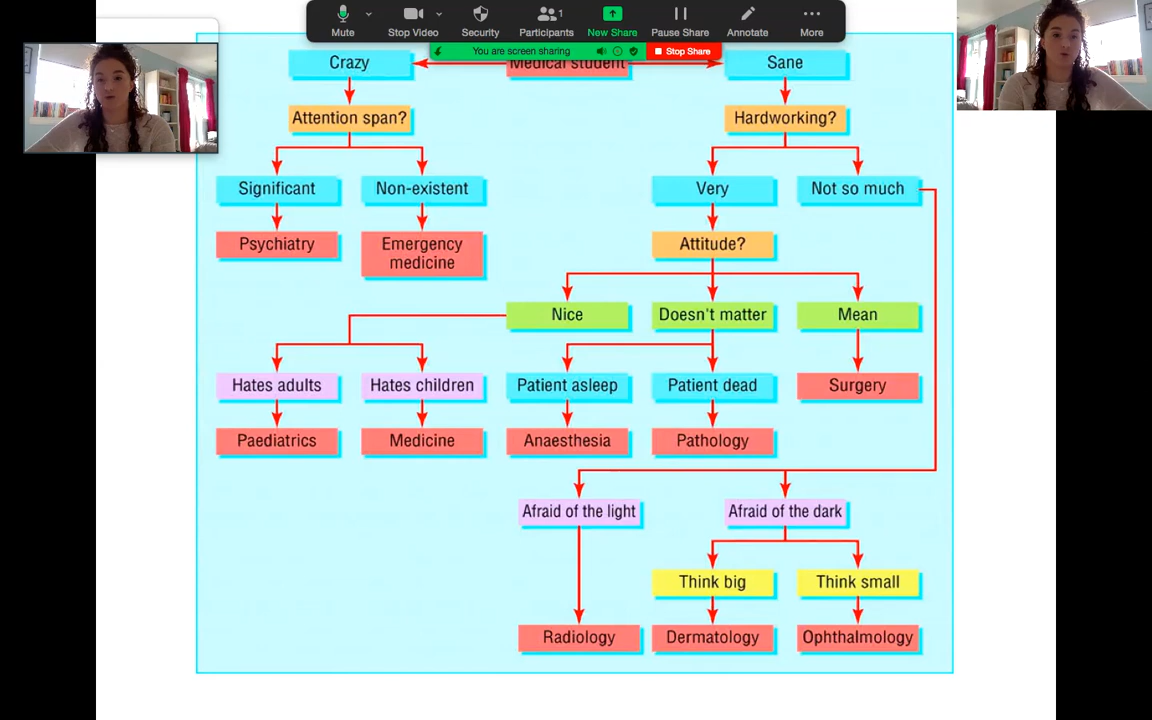 Mute
Stop Video
Security
Participants
1
New Share
Pause Share
Annotate
More
You are screen sharing
Stop Share
Crazy
Medical student
Sane
Attention span?
Hardworking?
Significant
Non-existent
Very
Not so much
Psychiatry
Emergency
medicine
Attitude?
Nice
Doesn't matter
Mean
Hates adults
Hates children
Patient asleep
Patient dead
Surgery
Paediatrics
Medicine
Anaesthesia
Pathology
Afraid of the light
Afraid of the dark
Think big
Think small
Radiology
Dermatology
Ophthalmology